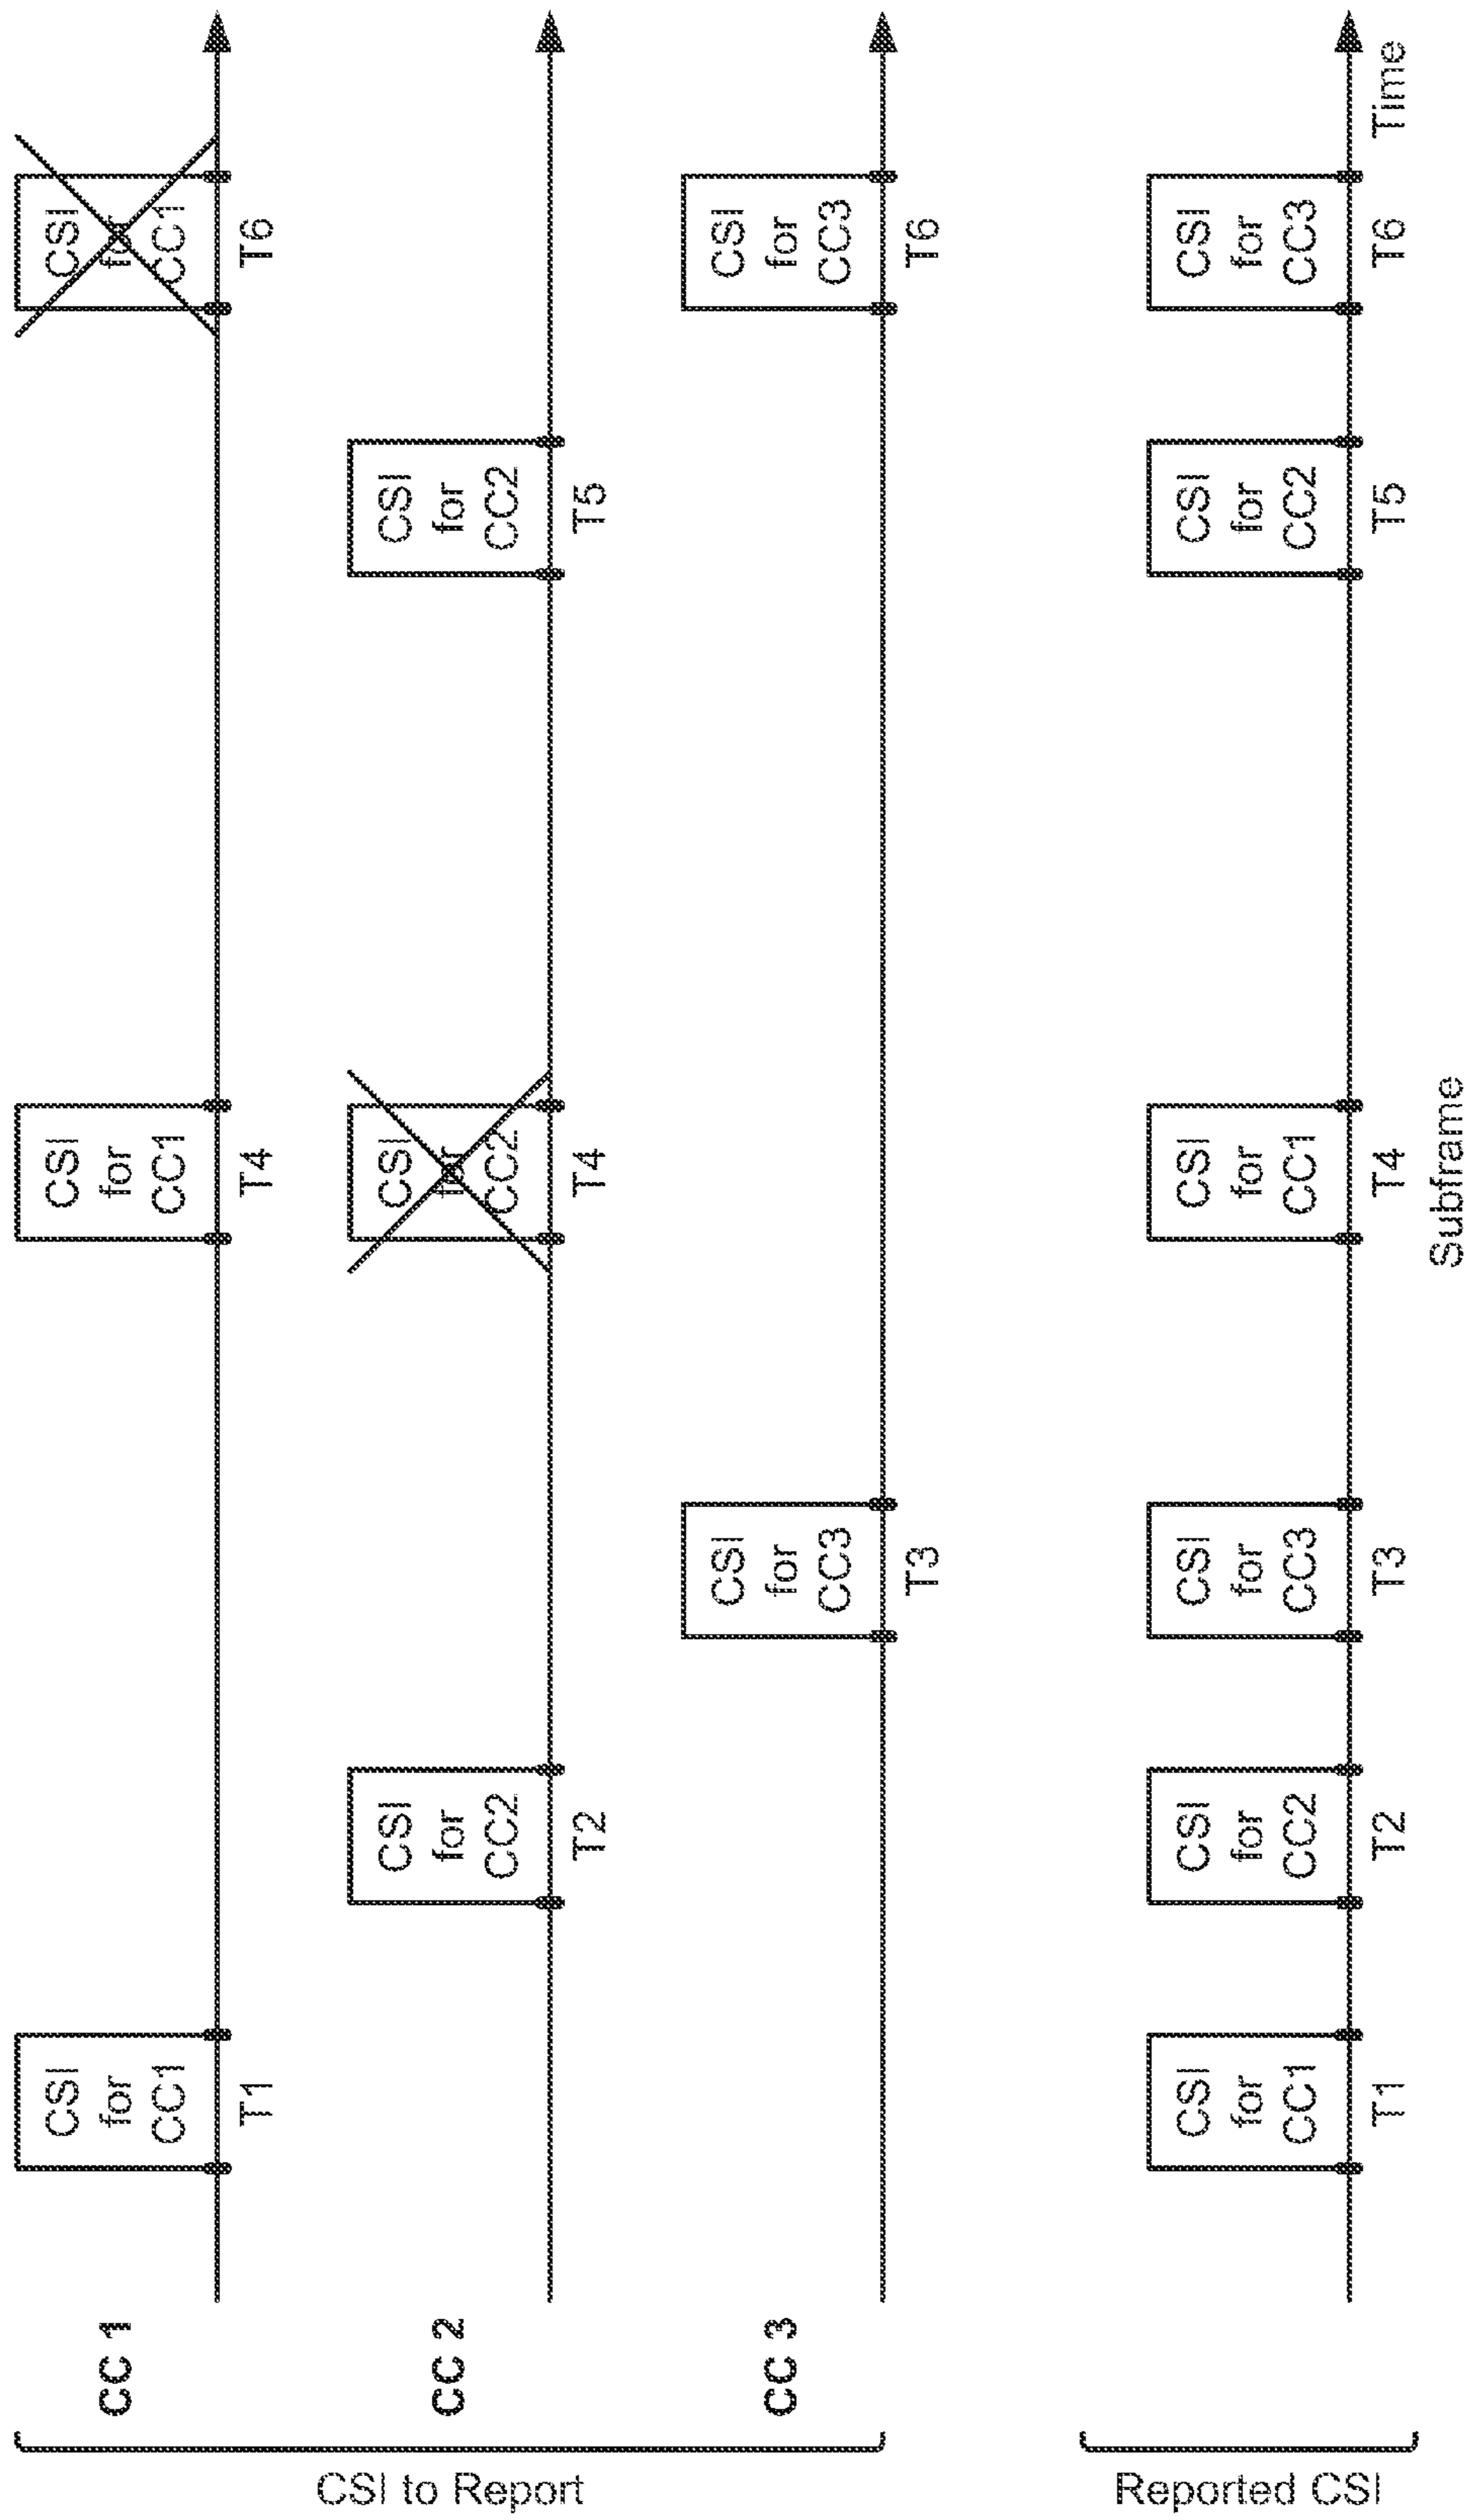 CSI to Report
CC 1
CSI
for
CC1
T1
CSI
for
CC1
T4
CSI
for
CC1
T6
CC 2
CSI
for
CC2
T2
CSI
for
CC2
T4
CSI
for
CC2
T5
CC 3
CSI
for
CC3
T3
CSI
for
CC3
T6
Reported CSI
CSI
for
CC1
T1
CSI
for
CC2
T2
CSI
for
CC3
T3
CSI
for
CC1
T4
CSI
for
CC2
T5
CSI
for
CC3
T6
Time
Subframe